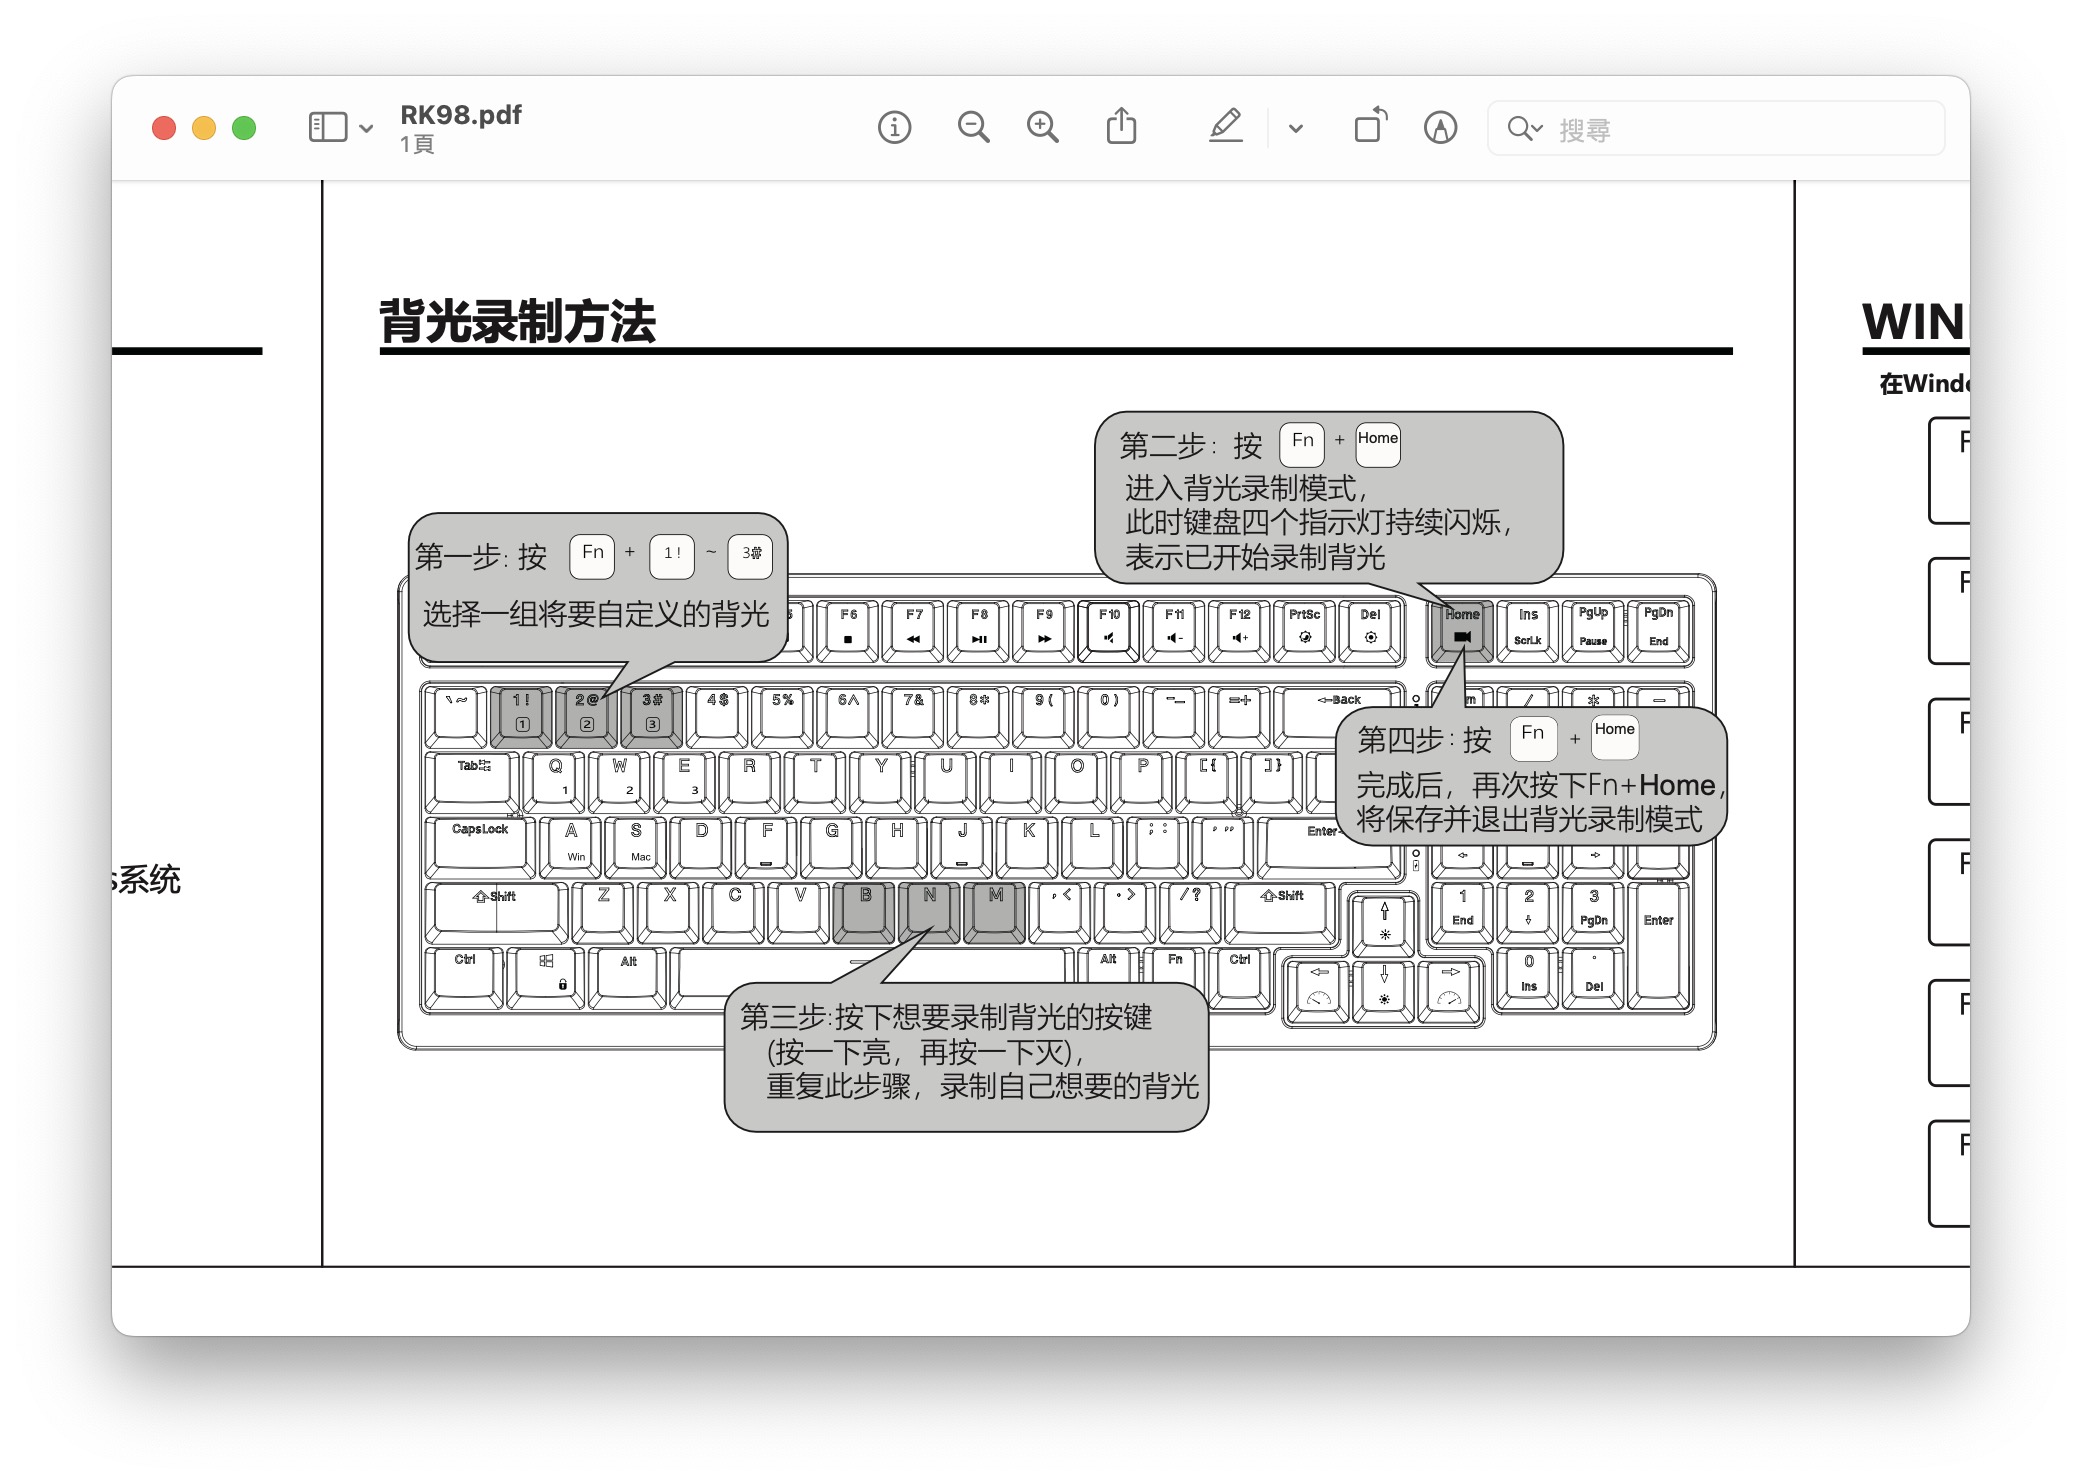 RK98.pdf
1頁
搜尋
背光录制方法
WIN
在Windo
s系统
第一步: 按 Fn + 1! ~ 3#
选择一组将要自定义的背光
第二步: 按 Fn + Home
进入背光录制模式，
此时键盘四个指示灯持续闪烁，
表示已开始录制背光
F6 F7 F8 F9 F10 F11 F12 PrtSc Del Home Ins PgUp PgDn
ScrLk Pause End
\~ 1! 2@ 3# 4$ 5% 6^ 7& 8* 9( 0) -_ =+ Back / * -
1 2 3
第四步: 按 Fn + Home
完成后，再次按下Fn+Home，
将保存并退出背光录制模式
Tab Q W E R T Y U I O P [{ ]}
1 2 3
CapsLock A S D F G H J K L ;: '" Enter
Win Mac
Shift Z X C V B N M ,< .> /? Shift 1 2 3 Enter
End PgDn
Ctrl Alt Alt Fn Ctrl 0 .
Ins Del
第三步:按下想要录制背光的按键
(按一下亮，再按一下灭)，
重复此步骤，录制自己想要的背光
F
F
F
F
F
F